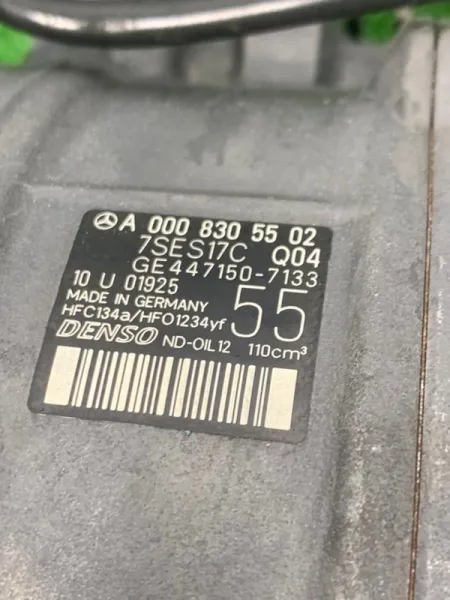 A 000 830 55 02
7SES17C Q04
GE447150-7133
10 U 01925
MADE IN GERMANY
HFC134a/HFO1234yf 55
DENSO ND-OIL12 110cm³